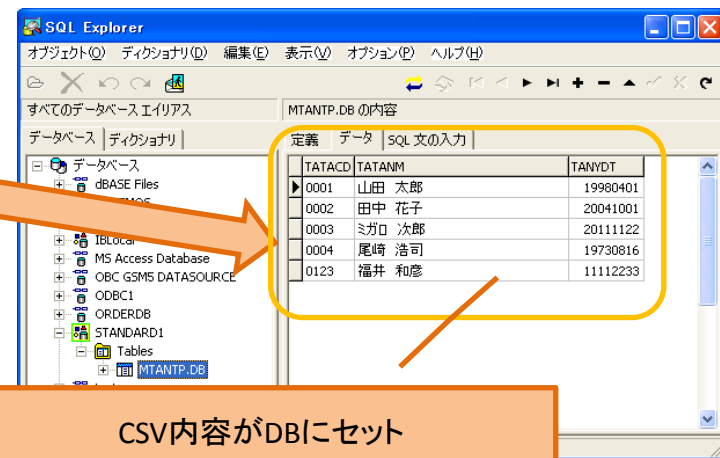 SQL Explorer
オブジェクト(O) ディクショナリ(D) 編集(E) 表示(V) オプション(P) ヘルプ(H)
すべてのデータベース エイリアス
MTANTP.DB の内容
データベース ディクショナリ
定義 データ SQL 文の入力
データベース
dBASE Files
IBLocal
MS Access Database
OBC GSM5 DATASOURCE
ODBC1
ORDERDB
STANDARD1
Tables
MTANTP.DB
TATACD TATANM TANYDT
0001 山田 太郎 19980401
0002 田中 花子 20041001
0003 ミガロ 次郎 20111122
0004 尾崎 浩司 19730816
0123 福井 和彦 11112233
CSV内容がDBにセット